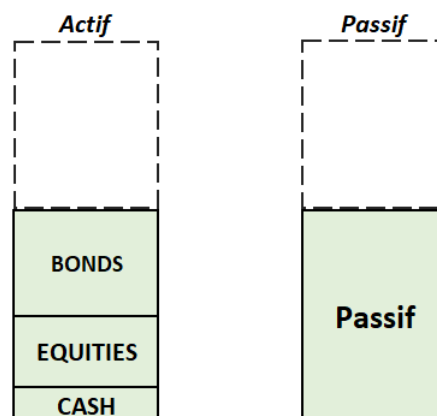 Actif
Passif
BONDS
Passif
EQUITIES
CASH